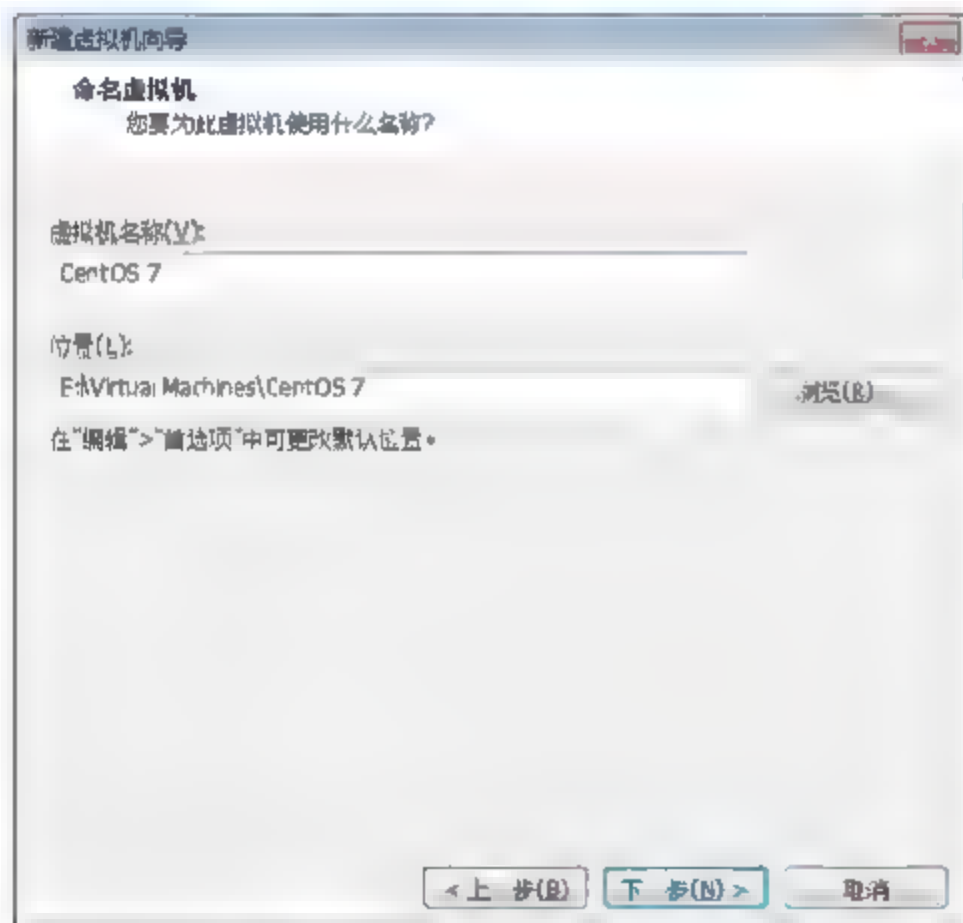 新建虚拟机向导
命名虚拟机
您要为此虚拟机使用什么名称?
虚拟机名称(V):
CentOS 7
位置(L):
E:\Virtual Machines\CentOS 7
浏览(R)
在"编辑">"首选项"中可更改默认位置。
< 上一步(B)
下一步(N) >
取消